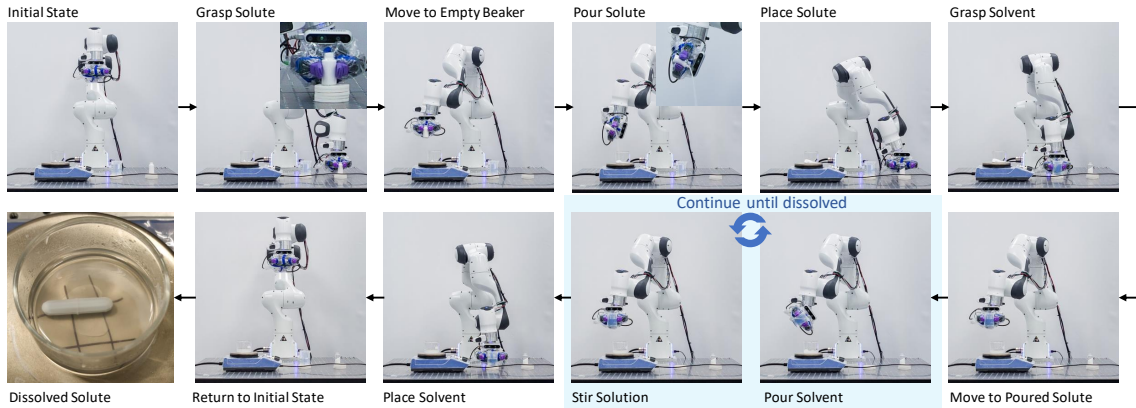 Initial State
Grasp Solute
Move to Empty Beaker
Pour Solute
Place Solute
Grasp Solvent
Continue until dissolved
Dissolved Solute
Return to Initial State
Place Solvent
Stir Solution
Pour Solvent
Move to Poured Solute